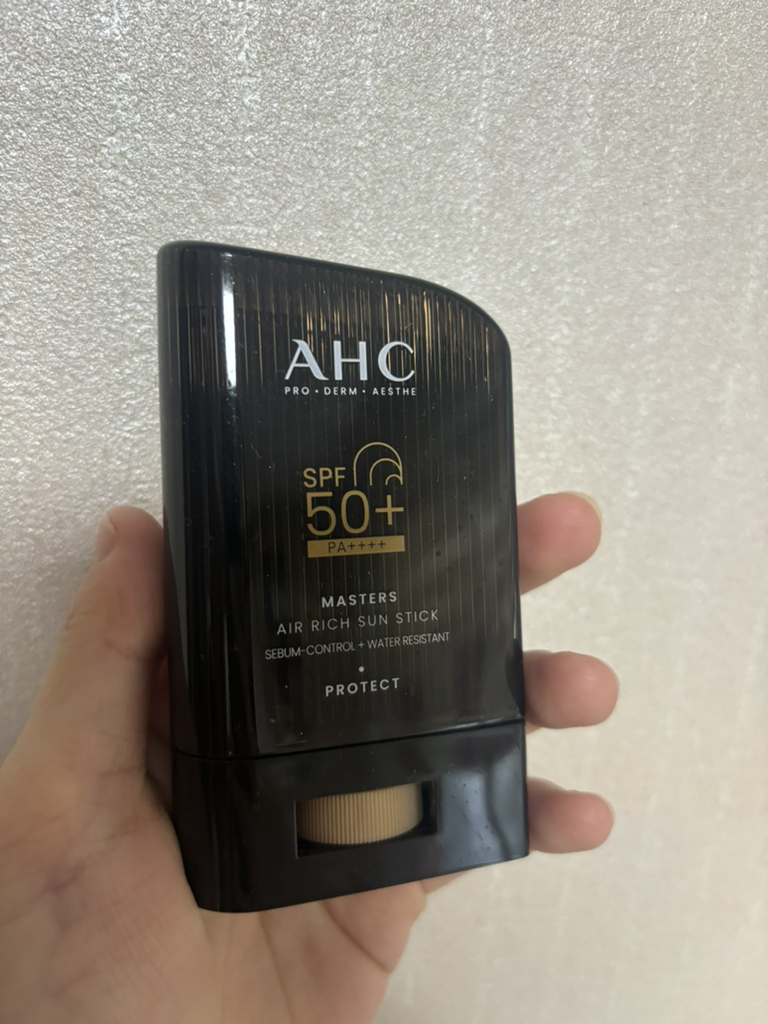 AHC
PRO • DERM • AESTHE
SPF
50+
PA++++
MASTERS
AIR RICH SUN STICK
SEBUM-CONTROL + WATER RESISTANT
•
PROTECT